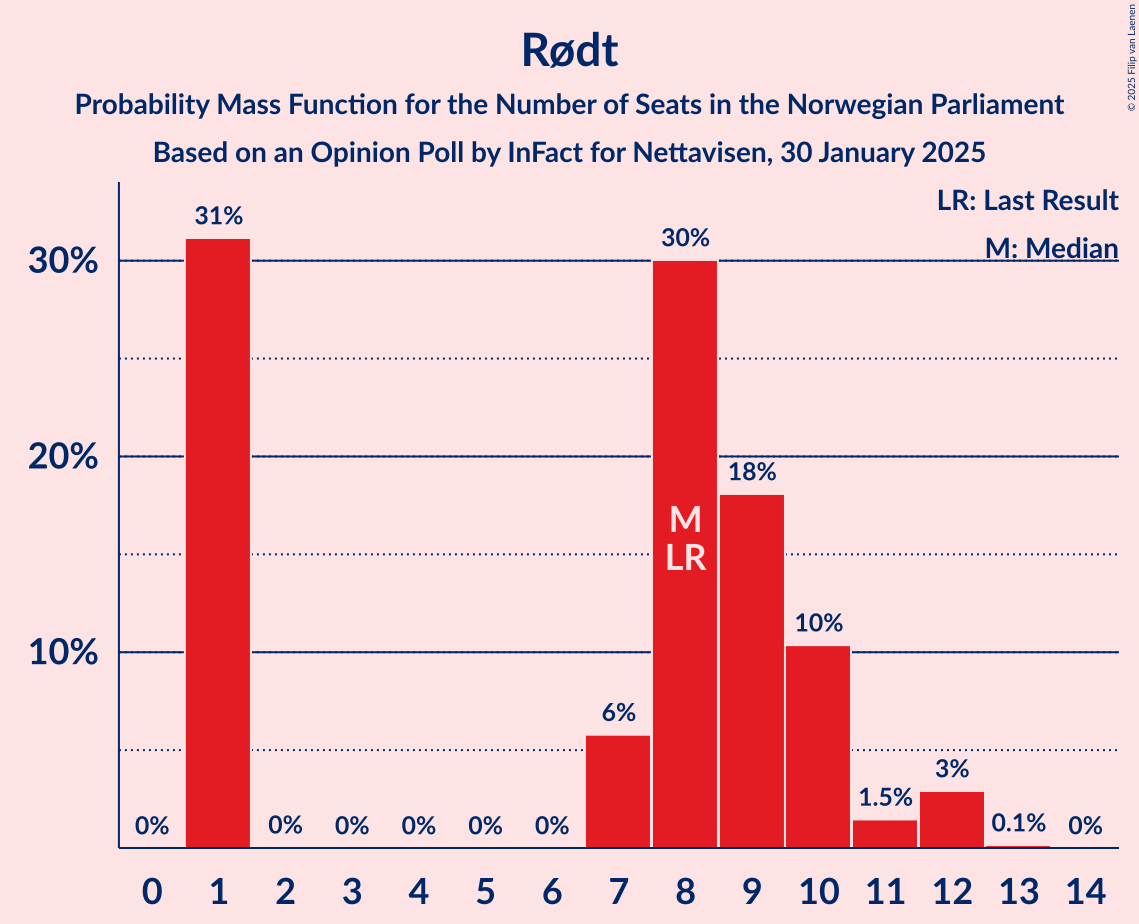 Rødt
Probability Mass Function for the Number of Seats in the Norwegian Parliament
Based on an Opinion Poll by InFact for Nettavisen, 30 January 2025
© 2025 Filip van Laenen
LR: Last Result
M: Median
30%
20%
10%
0%
31%
0%
0%
0%
0%
0%
6%
30%
18%
10%
1.5%
3%
0.1%
0%
M
LR
0 1 2 3 4 5 6 7 8 9 10 11 12 13 14